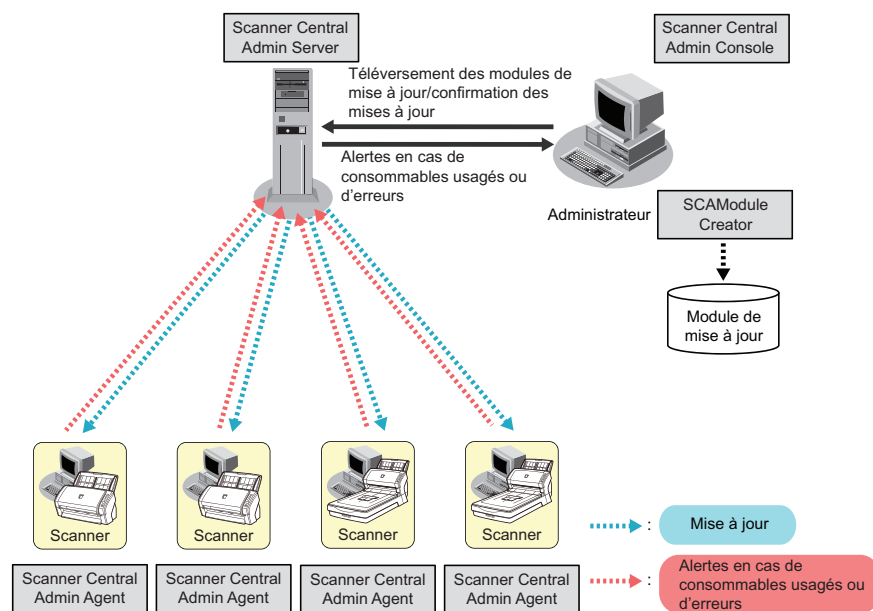 Scanner Central
Admin Server
Scanner Central
Admin Console
Téléversement des modules de
mise à jour/confirmation des
mises à jour
Alertes en cas de
consommables usagés ou
d'erreurs
Administrateur
SCAModule
Creator
Module de
mise à jour
Scanner
Scanner
Scanner
Scanner
Scanner Central
Admin Agent
Scanner Central
Admin Agent
Scanner Central
Admin Agent
Scanner Central
Admin Agent
: Mise à jour
: Alertes en cas de
consommables usagés ou
d'erreurs